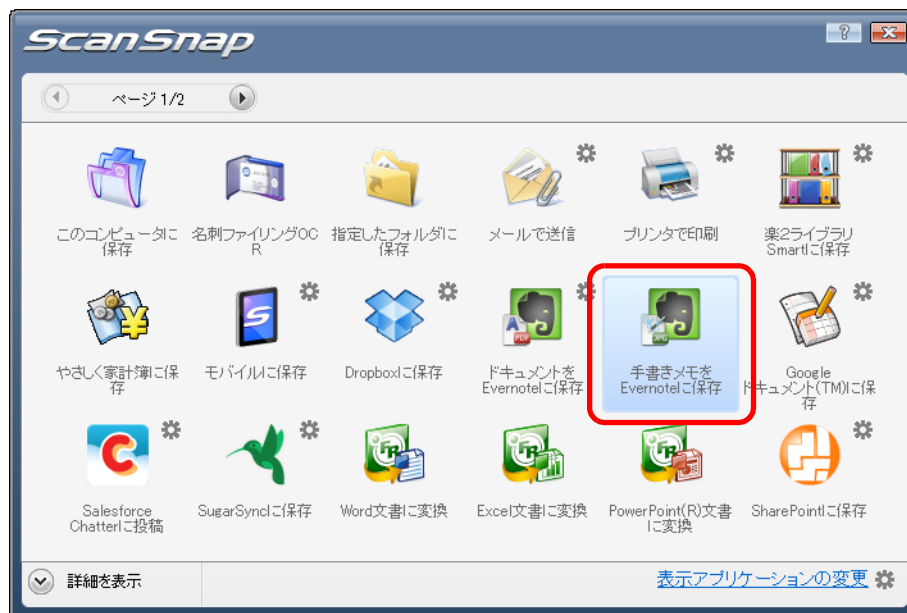 ScanSnap
ページ 1/2
このコンピュータに
保存
名刺ファイリングOC
R
指定したフォルダに
保存
メールで送信
プリンタで印刷
楽2ライブラリ
Smartに保存
やさしく家計簿に保
存
モバイルに保存
Dropboxに保存
ドキュメントを
Evernoteに保存
手書きメモを
Evernoteに保存
Google
ドキュメント(TM)に保
存
Salesforce
Chatterに投稿
SugarSyncに保存
Word文書に変換
Excel文書に変換
PowerPoint(R)文書
に変換
SharePointに保存
詳細を表示
表示アプリケーションの変更